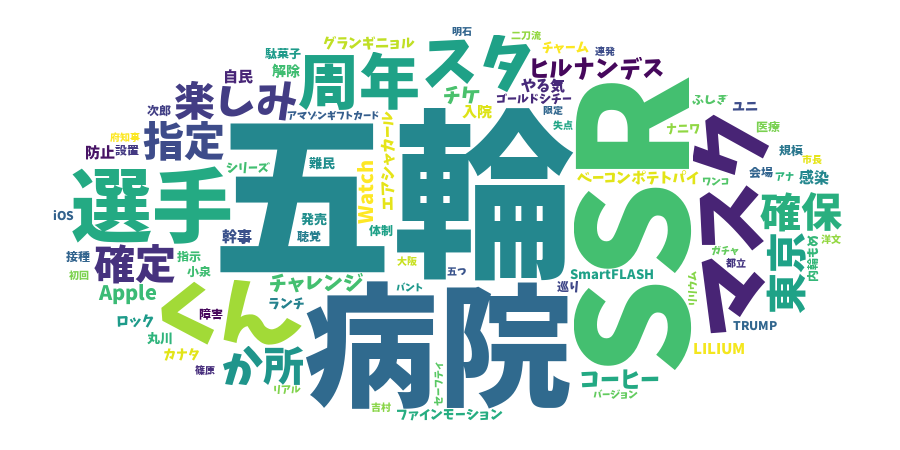 明石
二刀流
グランギニョル
スタ
チャーム
連発
駄菓子
周年
ヒルナンデス
解除
自民
やる気
チケ
楽しみ
ゴールドシチー
ふしぎ
ユニ
次郎
アマゾンギフトカード
入院
限定
SSR
マスク
府知事
指定
五輪
エアシャカール
失点
ナニワ
医療
防止
設置
規模
シリーズ
難民
市長
選手
Watch
ベーコンポテトパイ
ワンコ
会場
アナ
感染
iOS
発売
確保
幹事
聴覚
体制
ガチャ
東京
内輪もめ
洋文
接種
確定
指示
大阪
五つ
都立
初回
小泉
SmartFLASH
チャレンジ
バント
巡り
リリウム
Apple
くん
ランチ
病院
ロック
障害
TRUMP
丸川
カナタ
か所
LILIUM
篠原
セーフティ
コーヒー
リアル
バージョン
吉村
ファインモーション